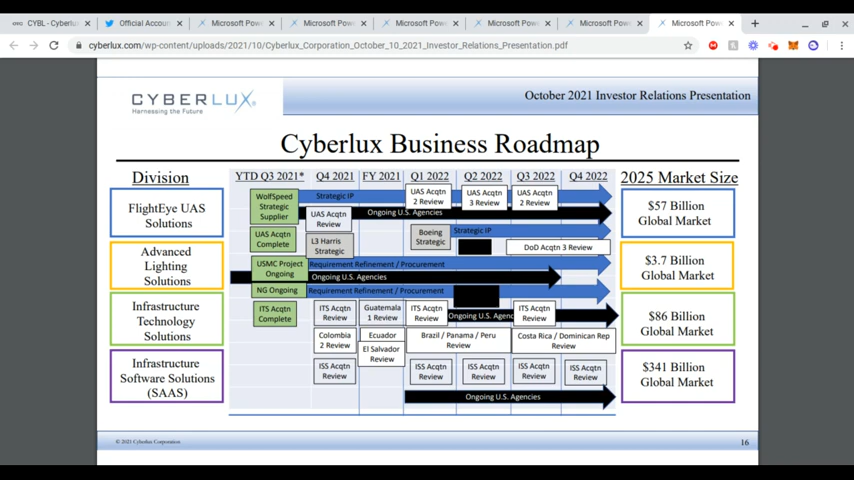 CYBL - Cyberlux
Official Accoun
Microsoft Powe
Microsoft Powe
Microsoft Powe
Microsoft Powe
Microsoft Powe
Microsoft Powe
cyberlux.com/wp-content/uploads/2021/10/Cyberlux_Corporation_October_10_2021_Investor_Relations_Presentation.pdf
CYBERLUX
Harnessing the Future
October 2021 Investor Relations Presentation
Cyberlux Business Roadmap
Division
YTD Q3 2021*
Q4 2021
FY 2021
Q1 2022
Q2 2022
Q3 2022
Q4 2022
2025 Market Size
FlightEye UAS
Solutions
WolfSpeed
Strategic
Supplier
Strategic IP
UAS Acqtn
2 Review
UAS Acqtn
3 Review
UAS Acqtn
2 Review
Ongoing U.S. Agencies
UAS Acqtn
Review
$57 Billion
Global Market
UAS Acqtn
Complete
L3 Harris
Strategic
Boeing
Strategic
Strategic IP
DoD Acqtn 3 Review
Advanced
Lighting
Solutions
USMC Project
Ongoing
Requirement Refinement / Procurement
Ongoing U.S. Agencies
NG Ongoing
Requirement Refinement / Procurement
$3.7 Billion
Global Market
Infrastructure
Technology
Solutions
ITS Acqtn
Complete
ITS Acqtn
Review
Guatemala
1 Review
ITS Acqtn
Review
Ongoing U.S. Agenc
ITS Acqtn
Review
Colombia
2 Review
Ecuador
El Salvador
Review
Brazil / Panama / Peru
Review
Costa Rica / Dominican Rep
Review
$86 Billion
Global Market
Infrastructure
Software Solutions
(SAAS)
ISS Acqtn
Review
ISS Acqtn
Review
ISS Acqtn
Review
ISS Acqtn
Review
ISS Acqtn
Review
Ongoing U.S. Agencies
$341 Billion
Global Market
© 2021 Cyberlux Corporation
16